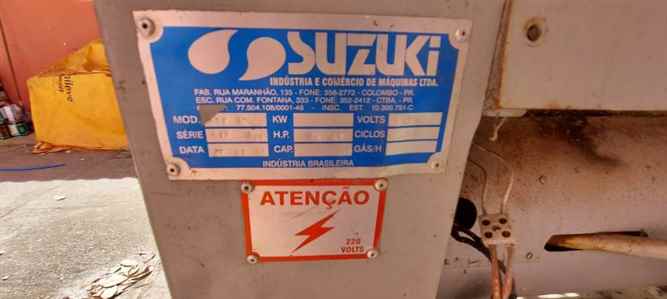 SUZUKi
INDÚSTRIA E COMÉRCIO DE MÁQUINAS LTDA.
FAB. RUA MARANHÃO, 135 - FONE: 356-2773 - COLOMBO - PR.
ESC. RUA COM. FONTANA, 333 - FONE: 352-2412 - CTBA. - PR.
77.504.108/0001-46 - INSC. EST. 10.300.751-C
MOD. KW VOLTS
SÉRIE H.P. CICLOS
DATA CAP. GÁS/H
INDÚSTRIA BRASILEIRA
ATENÇÃO
220
VOLTS